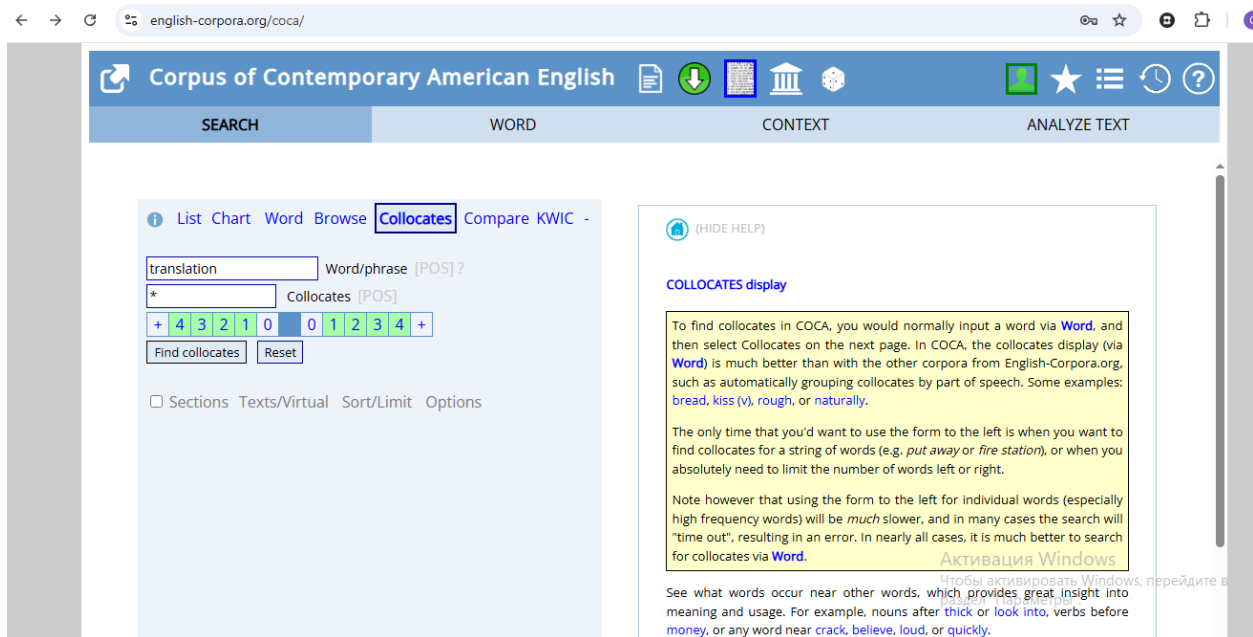 english-corpora.org/coca/
Corpus of Contemporary American English
SEARCH WORD CONTEXT ANALYZE TEXT
List Chart Word Browse Collocates Compare KWIC -
translation Word/phrase [POS] ?
* Collocates [POS]
+ 4 3 2 1 0 0 1 2 3 4 +
Find collocates Reset
Sections Texts/Virtual Sort/Limit Options
(HIDE HELP)
COLLOCATES display
To find collocates in COCA, you would normally input a word via Word, and
then select Collocates on the next page. In COCA, the collocates display (via
Word) is much better than with the other corpora from English-Corpora.org,
such as automatically grouping collocates by part of speech. Some examples:
bread, kiss (v), rough, or naturally.
The only time that you'd want to use the form to the left is when you want to
find collocates for a string of words (e.g. put away or fire station), or when you
absolutely need to limit the number of words left or right.
Note however that using the form to the left for individual words (especially
high frequency words) will be much slower, and in many cases the search will
"time out", resulting in an error. In nearly all cases, it is much better to search
for collocates via Word.
Активация Windows
Чтобы активировать Windows, перейдите в
раздел "Параметры".
See what words occur near other words, which provides great insight into
meaning and usage. For example, nouns after thick or look into, verbs before
money, or any word near crack, believe, loud, or quickly.